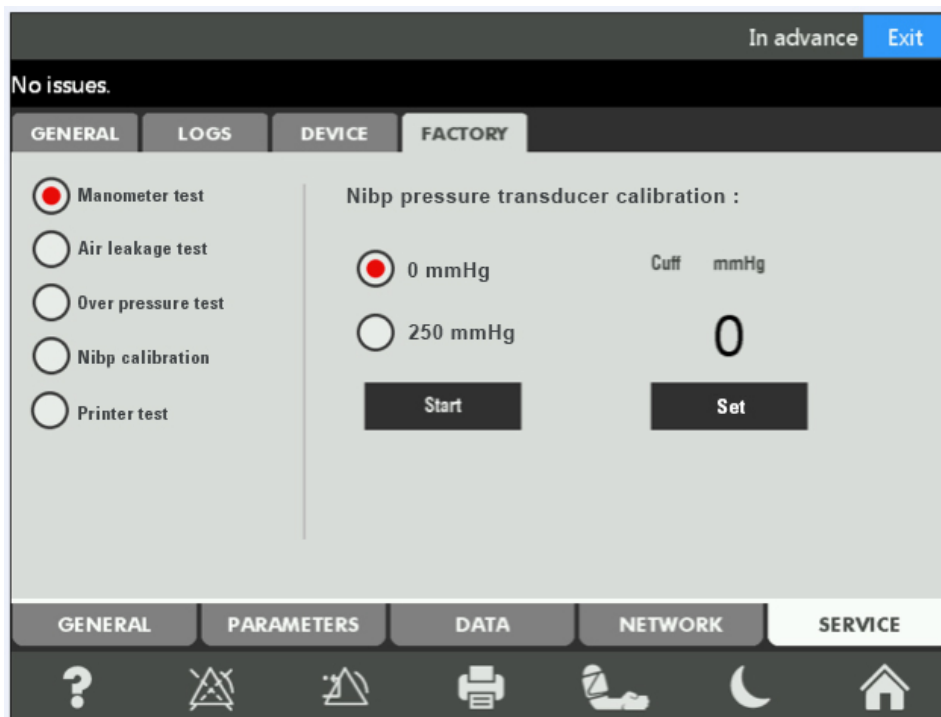 In advance Exit
No issues.
GENERAL LOGS DEVICE FACTORY
Manometer test
Air leakage test
Over pressure test
Nibp calibration
Printer test
Nibp pressure transducer calibration :
0 mmHg
250 mmHg
Start
Cuff mmHg
0
Set
GENERAL PARAMETERS DATA NETWORK SERVICE
?